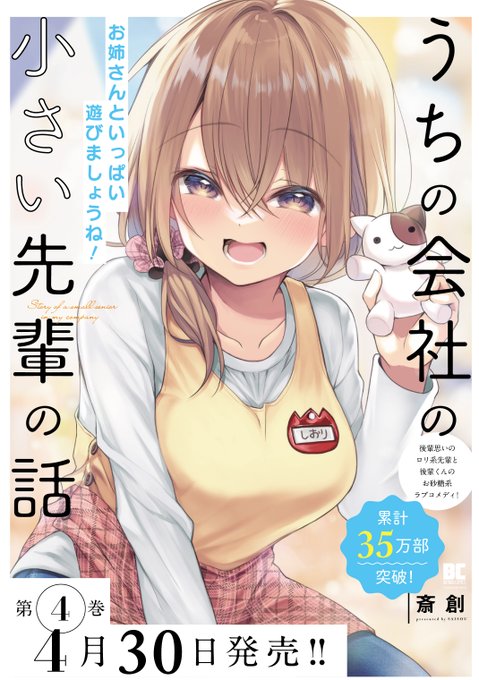 うちの会社の
小さい先輩の話
Story of a small senior
in my company
お姉さんといっぱい
遊びましょうね!
しおり
後輩思いの
ロリ系先輩と
後輩くんの
お砂糖系
ラブコメディ!
累計
35万部
突破!
BC
斎創
presented by SAISOU
第4巻
4月30日発売!!